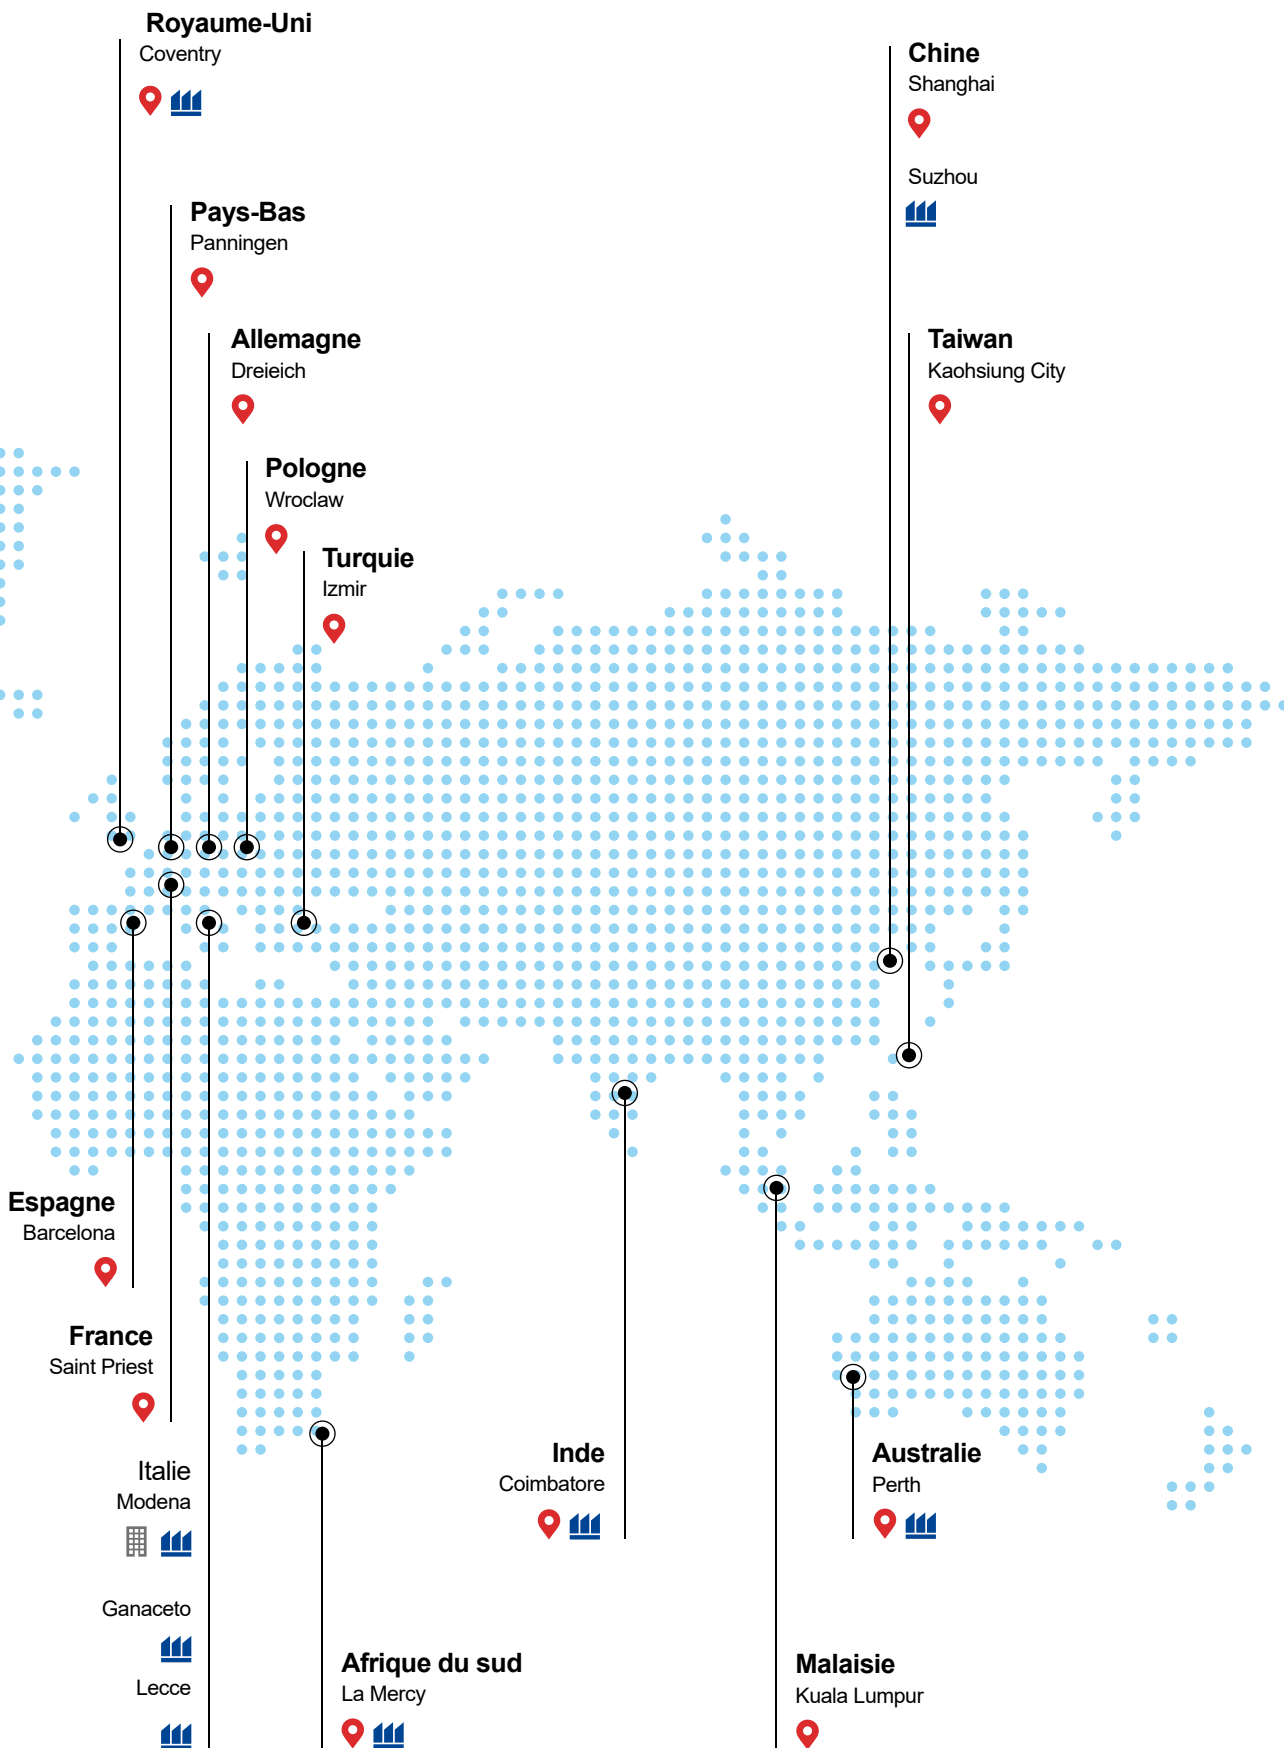 Royaume-Uni
Coventry
Chine
Shanghai
Suzhou
Pays-Bas
Panningen
Allemagne
Dreieich
Taiwan
Kaohsiung City
Pologne
Wroclaw
Turquie
Izmir
Espagne
Barcelona
France
Saint Priest
Italie
Modena
Ganaceto
Lecce
Inde
Coimbatore
Australie
Perth
Afrique du sud
La Mercy
Malaisie
Kuala Lumpur